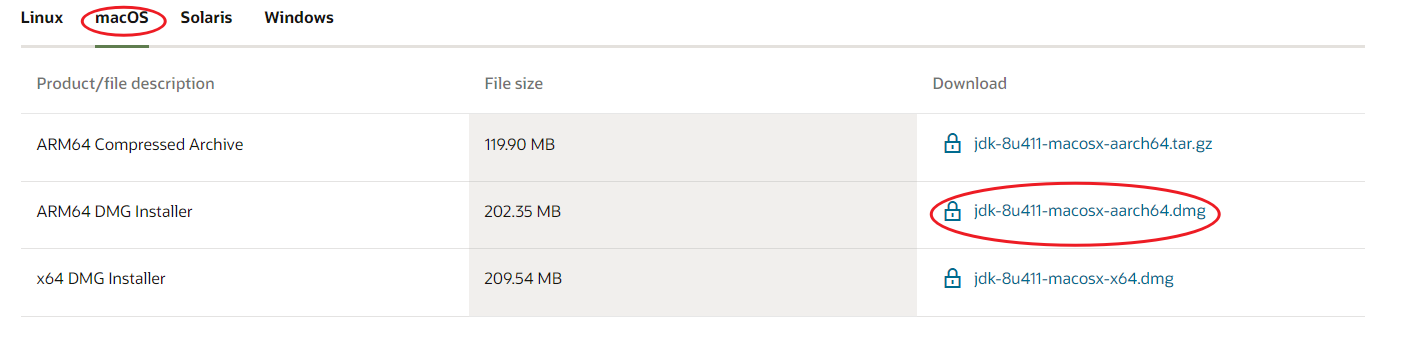 Linux macOS Solaris Windows
Product/file description File size Download
ARM64 Compressed Archive 119.90 MB jdk-8u411-macosx-aarch64.tar.gz
ARM64 DMG Installer 202.35 MB jdk-8u411-macosx-aarch64.dmg
x64 DMG Installer 209.54 MB jdk-8u411-macosx-x64.dmg